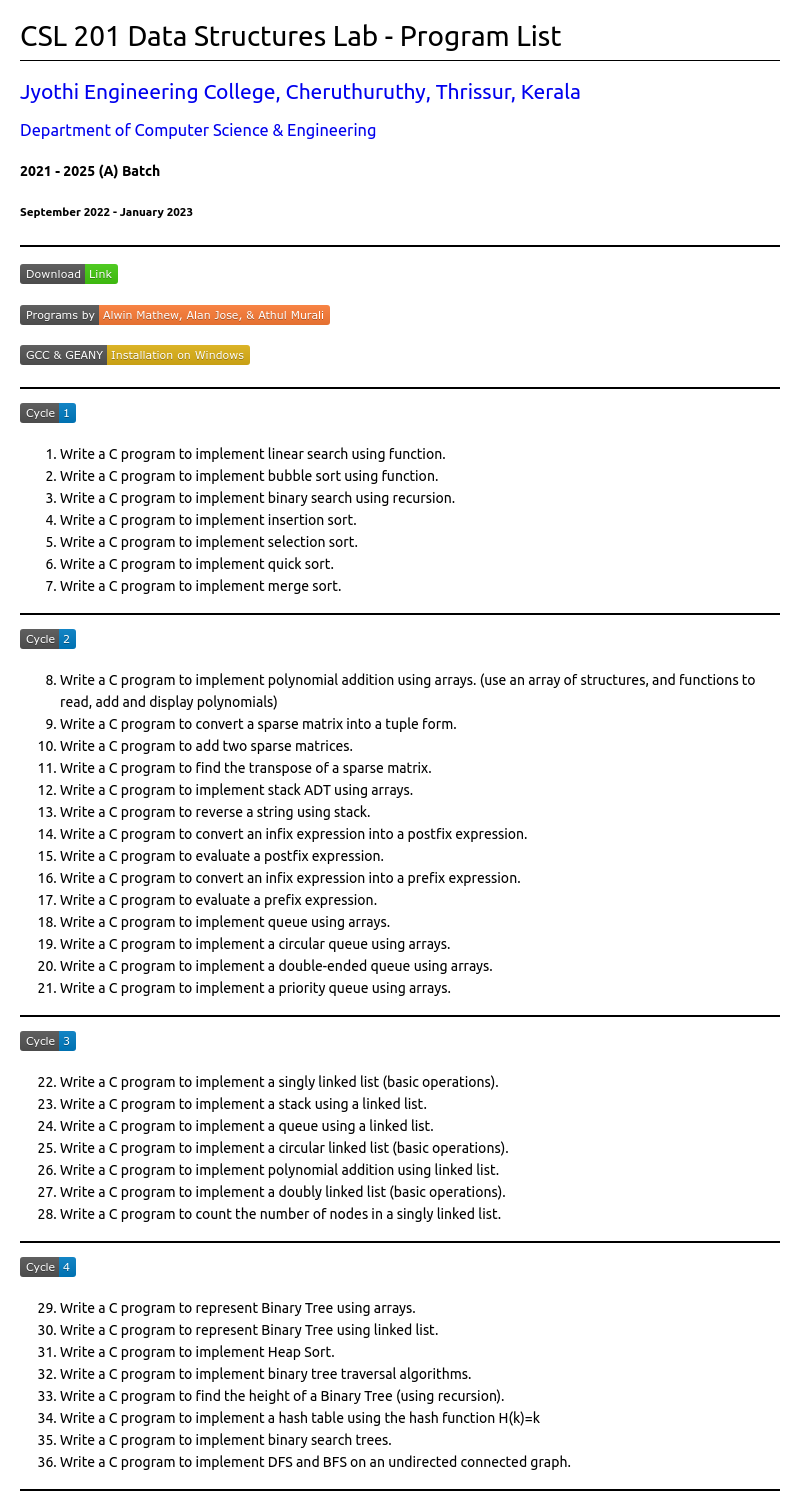 CSL 201 Data Structures Lab - Program List
Jyothi Engineering College, Cheruthuruthy, Thrissur, Kerala
Department of Computer Science & Engineering
2021 - 2025 (A) Batch
September 2022 - January 2023
Download Link
Programs by Alwin Mathew, Alan Jose, & Athul Murali
GCC & GEANY Installation on Windows
Cycle 1
1. Write a C program to implement linear search using function.
2. Write a C program to implement bubble sort using function.
3. Write a C program to implement binary search using recursion.
4. Write a C program to implement insertion sort.
5. Write a C program to implement selection sort.
6. Write a C program to implement quick sort.
7. Write a C program to implement merge sort.
Cycle 2
8. Write a C program to implement polynomial addition using arrays. (use an array of structures, and functions to
read, add and display polynomials)
9. Write a C program to convert a sparse matrix into a tuple form.
10. Write a C program to add two sparse matrices.
11. Write a C program to find the transpose of a sparse matrix.
12. Write a C program to implement stack ADT using arrays.
13. Write a C program to reverse a string using stack.
14. Write a C program to convert an infix expression into a postfix expression.
15. Write a C program to evaluate a postfix expression.
16. Write a C program to convert an infix expression into a prefix expression.
17. Write a C program to evaluate a prefix expression.
18. Write a C program to implement queue using arrays.
19. Write a C program to implement a circular queue using arrays.
20. Write a C program to implement a double-ended queue using arrays.
21. Write a C program to implement a priority queue using arrays.
Cycle 3
22. Write a C program to implement a singly linked list (basic operations).
23. Write a C program to implement a stack using a linked list.
24. Write a C program to implement a queue using a linked list.
25. Write a C program to implement a circular linked list (basic operations).
26. Write a C program to implement polynomial addition using linked list.
27. Write a C program to implement a doubly linked list (basic operations).
28. Write a C program to count the number of nodes in a singly linked list.
Cycle 4
29. Write a C program to represent Binary Tree using arrays.
30. Write a C program to represent Binary Tree using linked list.
31. Write a C program to implement Heap Sort.
32. Write a C program to implement binary tree traversal algorithms.
33. Write a C program to find the height of a Binary Tree (using recursion).
34. Write a C program to implement a hash table using the hash function H(k)=k
35. Write a C program to implement binary search trees.
36. Write a C program to implement DFS and BFS on an undirected connected graph.